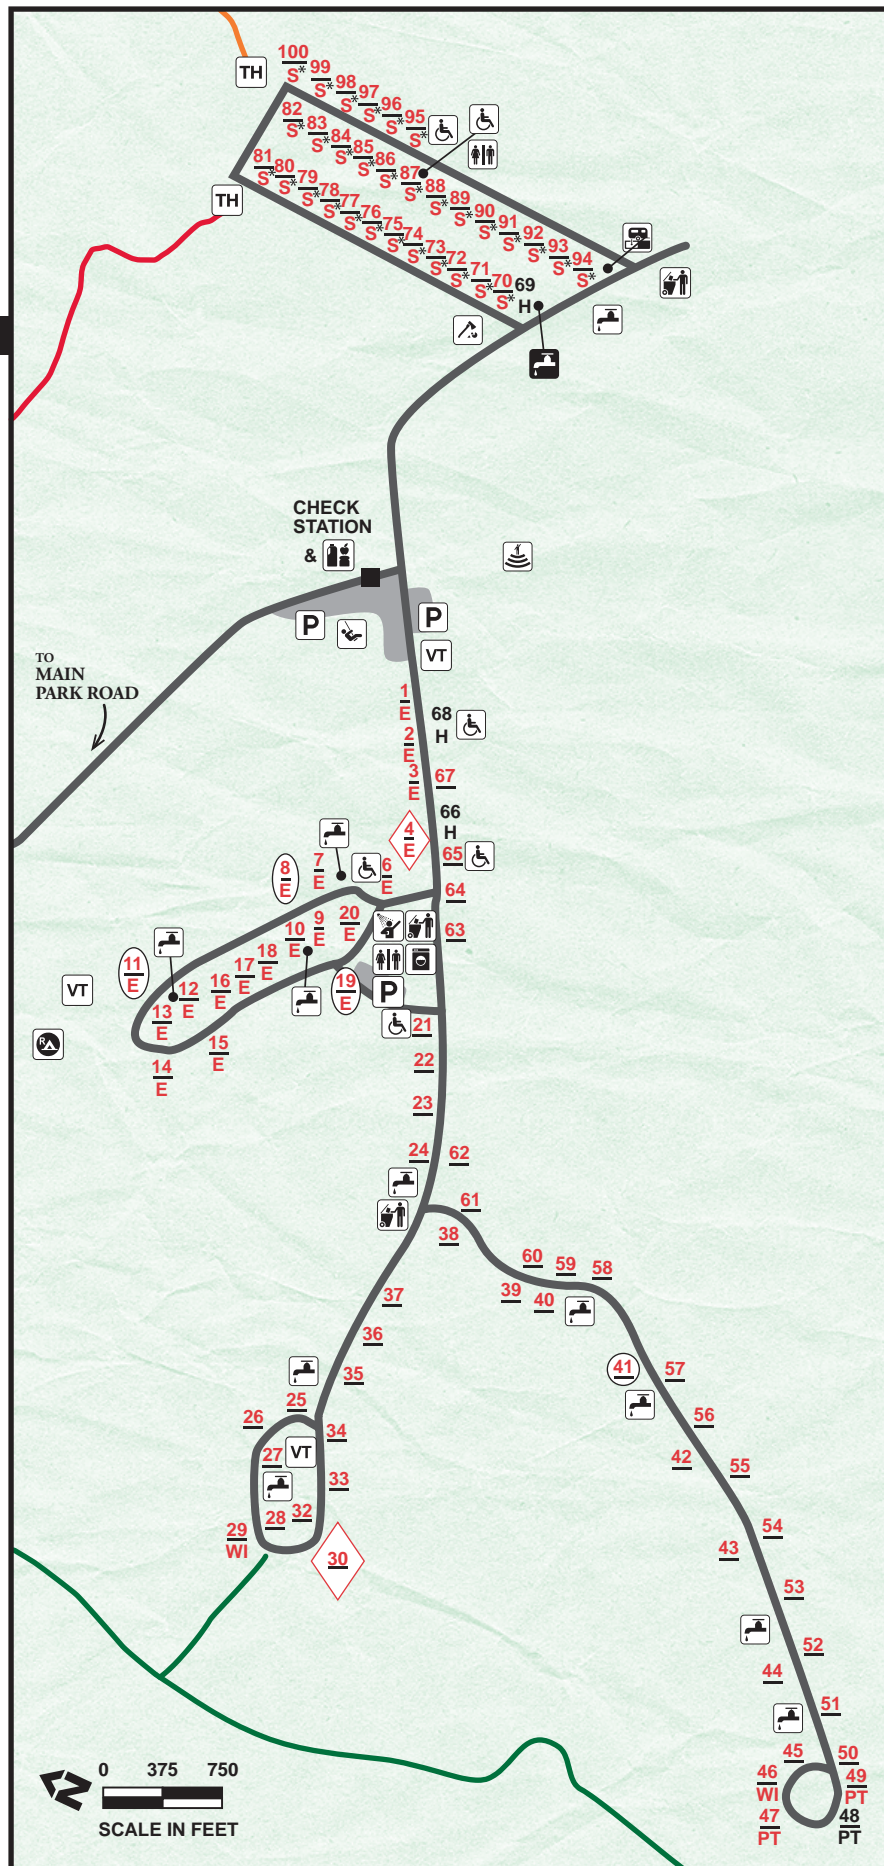 TH
100
S*
99
S*
98
S*
97
S*
96
S*
95
S*
82
S*
83
S*
84
S*
85
S*
86
S*
87
S*
88
S*
89
S*
90
S*
91
S*
92
S*
93
S*
94
S*
81
S*
80
S*
79
S*
78
S*
77
S*
76
S*
75
S*
74
S*
73
S*
72
S*
71
S*
70
S*
69
H
TH
CHECK
STATION
&
P
P
VT
TO
MAIN
PARK ROAD
1
E
68
H
2
E
3
E
67
66
H
4
E
65
7
E
8
E
6
E
64
9
E
20
E
10
E
63
18
E
17
E
11
E
16
E
19
E
P
VT
12
E
13
E
21
R
15
E
14
E
22
23
24
62
61
38
60
59
58
39
40
37
36
35
41
57
25
26
34
56
27
VT
42
55
33
28
32
29
WI
30
54
43
53
52
44
51
45
50
46
WI
49
PT
47
PT
48
PT
N
0 375 750
SCALE IN FEET